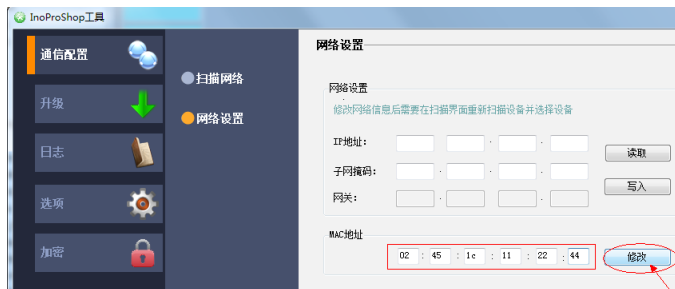 InoProShop工具
通信配置
升级
日志
选项
加密
扫描网络
网络设置
网络设置
网络设置
修改网络信息后需要在扫描界面重新扫描设备并选择设备
IP地址:
子网掩码:
网关:
读取
写入
MAC地址
02 : 45 : 1c : 11 : 22 : 44
修改